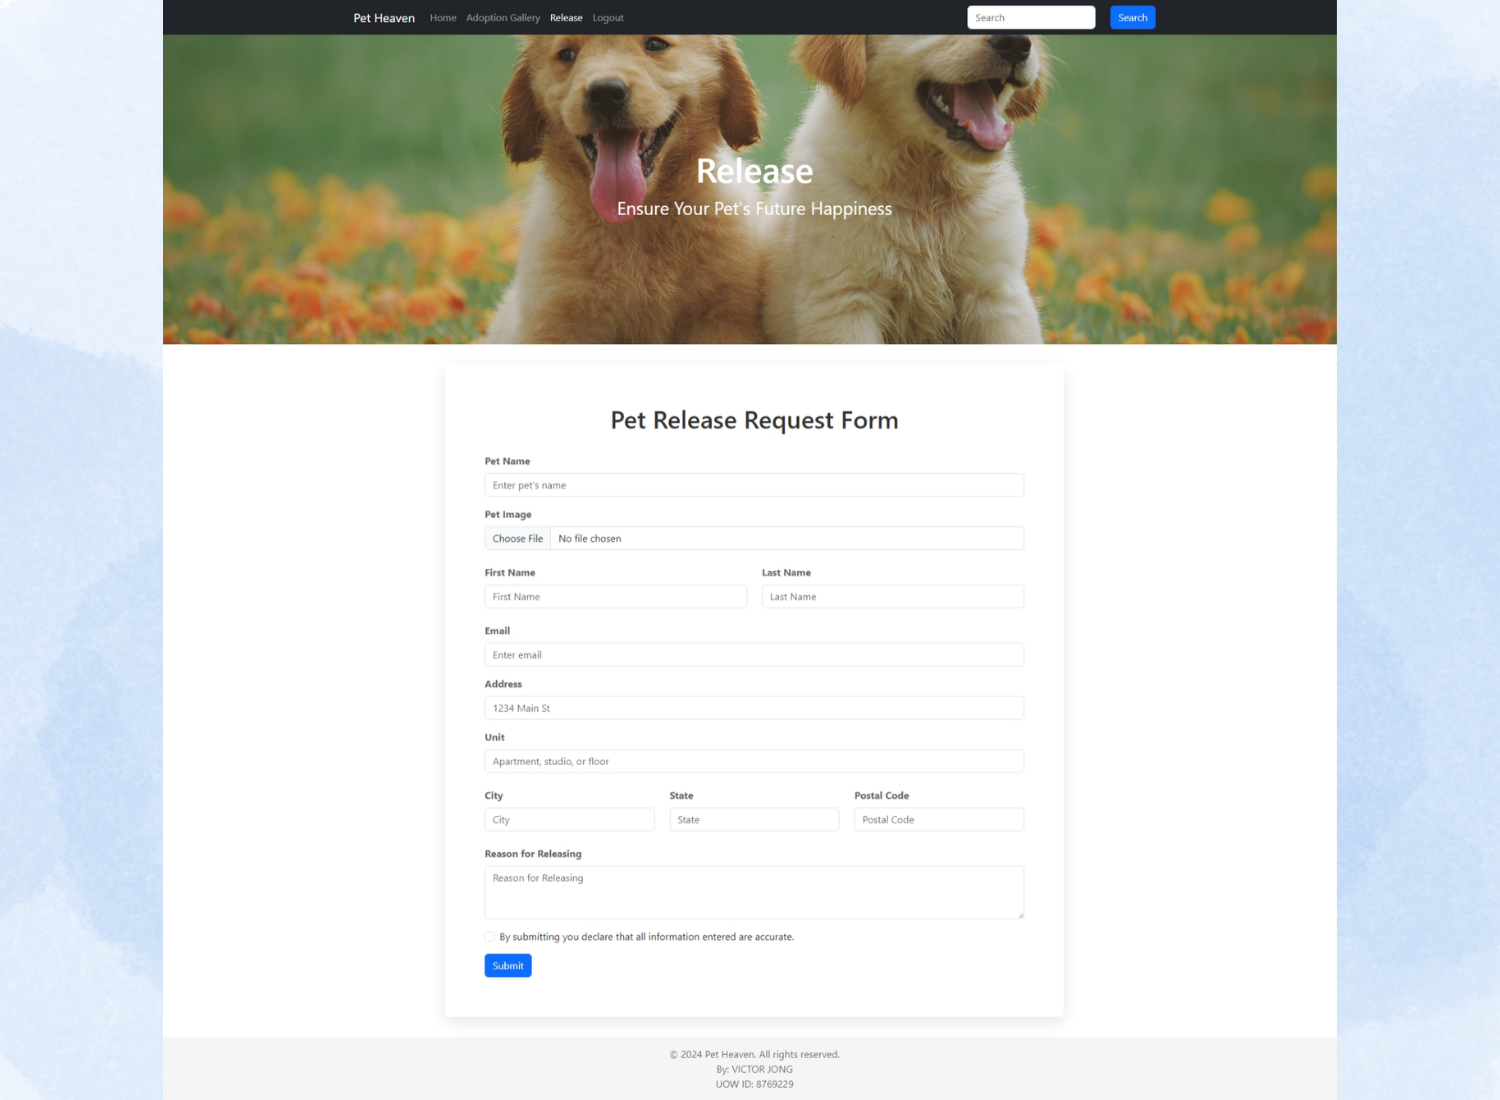 Pet Heaven Home Adoption Gallery Release Logout Search Search
Release
Ensure Your Pet's Future Happiness
Pet Release Request Form
Pet Name
Enter pet's name
Pet Image
Choose File No file chosen
First Name Last Name
First Name Last Name
Email
Enter email
Address
1234 Main St
Unit
Apartment, studio, or floor
City State Postal Code
City State Postal Code
Reason for Releasing
Reason for Releasing
By submitting you declare that all information entered are accurate.
Submit
© 2024 Pet Heaven. All rights reserved.
By: VICTOR JONG
UOW ID: 8769229